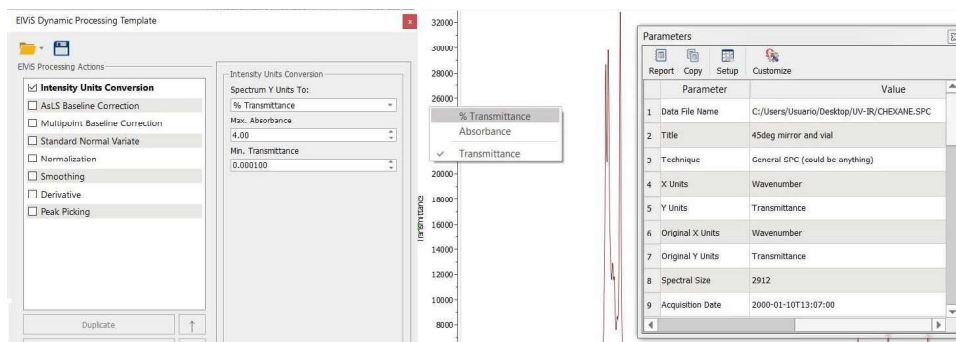 ElViS Dynamic Processing Template
x
ElViS Processing Actions
Intensity Units Conversion
AsLS Baseline Correction
Multipoint Baseline Correction
Standard Normal Variate
Normalization
Smoothing
Derivative
Peak Picking
Duplicate
Intensity Units Conversion
Spectrum Y Units To:
% Transmittance
Max. Absorbance
4.00
Min. Transmittance
0.000100
32000
30000
28000
26000
20000
18000
16000
14000
12000
10000
8000
Transmittance
% Transmittance
Absorbance
Transmittance
Parameters
Report Copy Setup Customize
Parameter Value
1 Data File Name C:/Users/Usuario/Desktop/UV-IR/CHEXANE.SPC
2 Title 45deg mirror and vial
3 Technique General SPC (could be anything)
4 X Units Wavenumber
5 Y Units Transmittance
6 Original X Units Wavenumber
7 Original Y Units Transmittance
8 Spectral Size 2912
9 Acquisition Date 2000-01-10T13:07:00